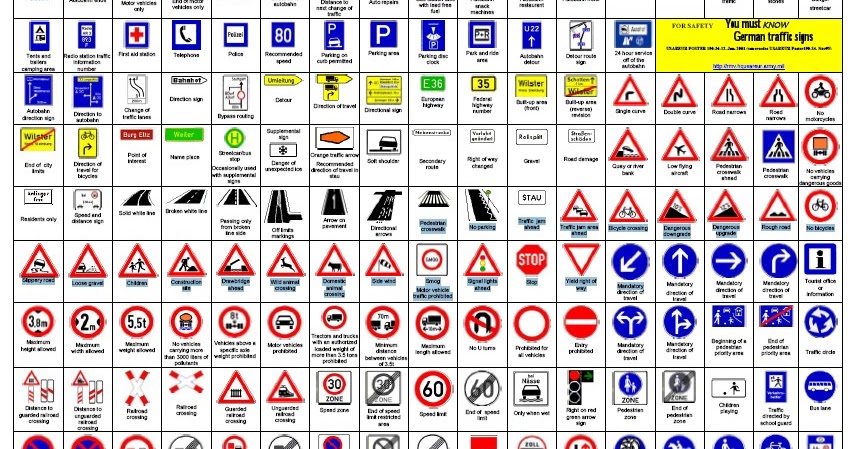 Motor vehicles
only
End of motor
vehicles only
autobahn
Distance to
next change of
traffic
Auto repairs
with lead free
fuel
snack
machines
restaurant
Restaurant
traffic
stones
streetcar
Tents and
trailers
camping area
Radio station traffic
information
number
First aid station
Telephone
Polizei
Police
80
Recommended
speed
Parking on
curb permitted
Parking area
Parking disc
clock
Park and ride
area
U22
Autobahn
detour
Detour route
sign
24 hour service
off of the
autobahn
FOR SAFETY
You must KNOW
German traffic signs
Autobahn
direction sign
Direction to
autobahn
Change of
traffic lanes
Bahnhof
Direction sign
Bypass routing
Umleitung
Detour
Direction of travel
Directional sign
E 36
European
highway
35
Federal
highway
number
Wilster
Built-up area
(front)
Wilster
Built-up area
(reverse)
revision
Single curve
Double curve
Road narrows
Road
narrows
No
motorcycles
Wilster
End of city
limits
Direction of
travel for
bicycles
Burg Eltz
Point of
interest
Weiler
Name place
H
Streetcar/bus
stop
Occasionally used
with supplemental
signs
Supplemental
sign
Danger of
unexpected ice
Orange traffic arrow
Recommended
direction of travel in
stau
Soft shoulder
Secondary
route
Vorfahrt
geändert
Right of way
changed
Rollsplitt
Gravel
Straßen-
schäden
Road damage
Quay or river
bank
Low flying
aircraft
Pedestrian
crosswalk
ahead
Pedestrian
crosswalk
No vehicles
carrying
dangerous goods
Anlieger
frei
Residents only
Speed and
distance sign
Solid white line
Broken white line
Passing only
from broken
line side
Off limits
markings
Arrow on
pavement
Directional
arrows
Pedestrian
crosswalk
No parking
STAU
Traffic jam
ahead
Traffic jam area
ahead
Bicycle crossing
Dangerous
downgrade
Dangerous
upgrade
Rough road
No bicycles
Slippery road
Loose gravel
Children
Construction
site
Drawbridge
ahead
Wild animal
crossing
Domestic
animal
crossing
Side wind
SMOG
Smog
Motor vehicle
traffic prohibited
Signal lights
ahead
STOP
Stop
Yield right of
way
Mandatory
direction of
travel
Mandatory
direction of
travel
Mandatory
direction of
travel
Mandatory
direction of
travel
i
Tourist office
or
information
3,8m
Maximum
height allowed
2m
Maximum
width allowed
5,5t
Maximum
weight allowed
No vehicles
carrying more
than 3000 liters of
pollutants
8t
Vehicles above a
specific axle
weight prohibited
Motor vehicles
prohibited
Tractors and trucks
with an authorized
loaded weight of
more than 3.5 tons
prohibited
70m
Minimum
distance
between vehicles
of 3.5t
10m
Maximum
length allowed
No U turns
Prohibited for
all vehicles
Entry
prohibited
Mandatory
direction of
travel
Mandatory
direction of
travel
Beginning of a
pedestrian
priority area
End of
pedestrian
priority area
Traffic circle
Distance to
guarded railroad
crossing
Distance to
unguarded
railroad
crossing
Railroad
crossing
Railroad
crossing
Guarded
railroad
crossing
Unguarded
railroad
crossing
30
ZONE
Speed zone
30
ZONE
End of speed
limit restricted
area
60
Speed limit
60
End of speed
limit
bei
Nässe
Only when wet
Right on red
green arrow
sign
Pedestrian
zone
End of
pedestrian
zone
Children
playing
Traffic
directed by
school guard
Bus lane
ZOLL